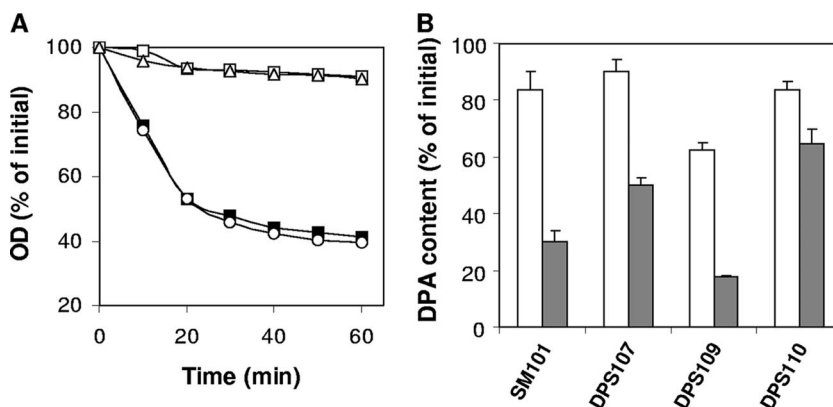 A
OD (% of initial)
100
80
60
40
20
0
20
40
60
Time (min)
B
DPA content (% of initial)
100
80
60
40
20
0
SM101
DPS107
DPS109
DPS110